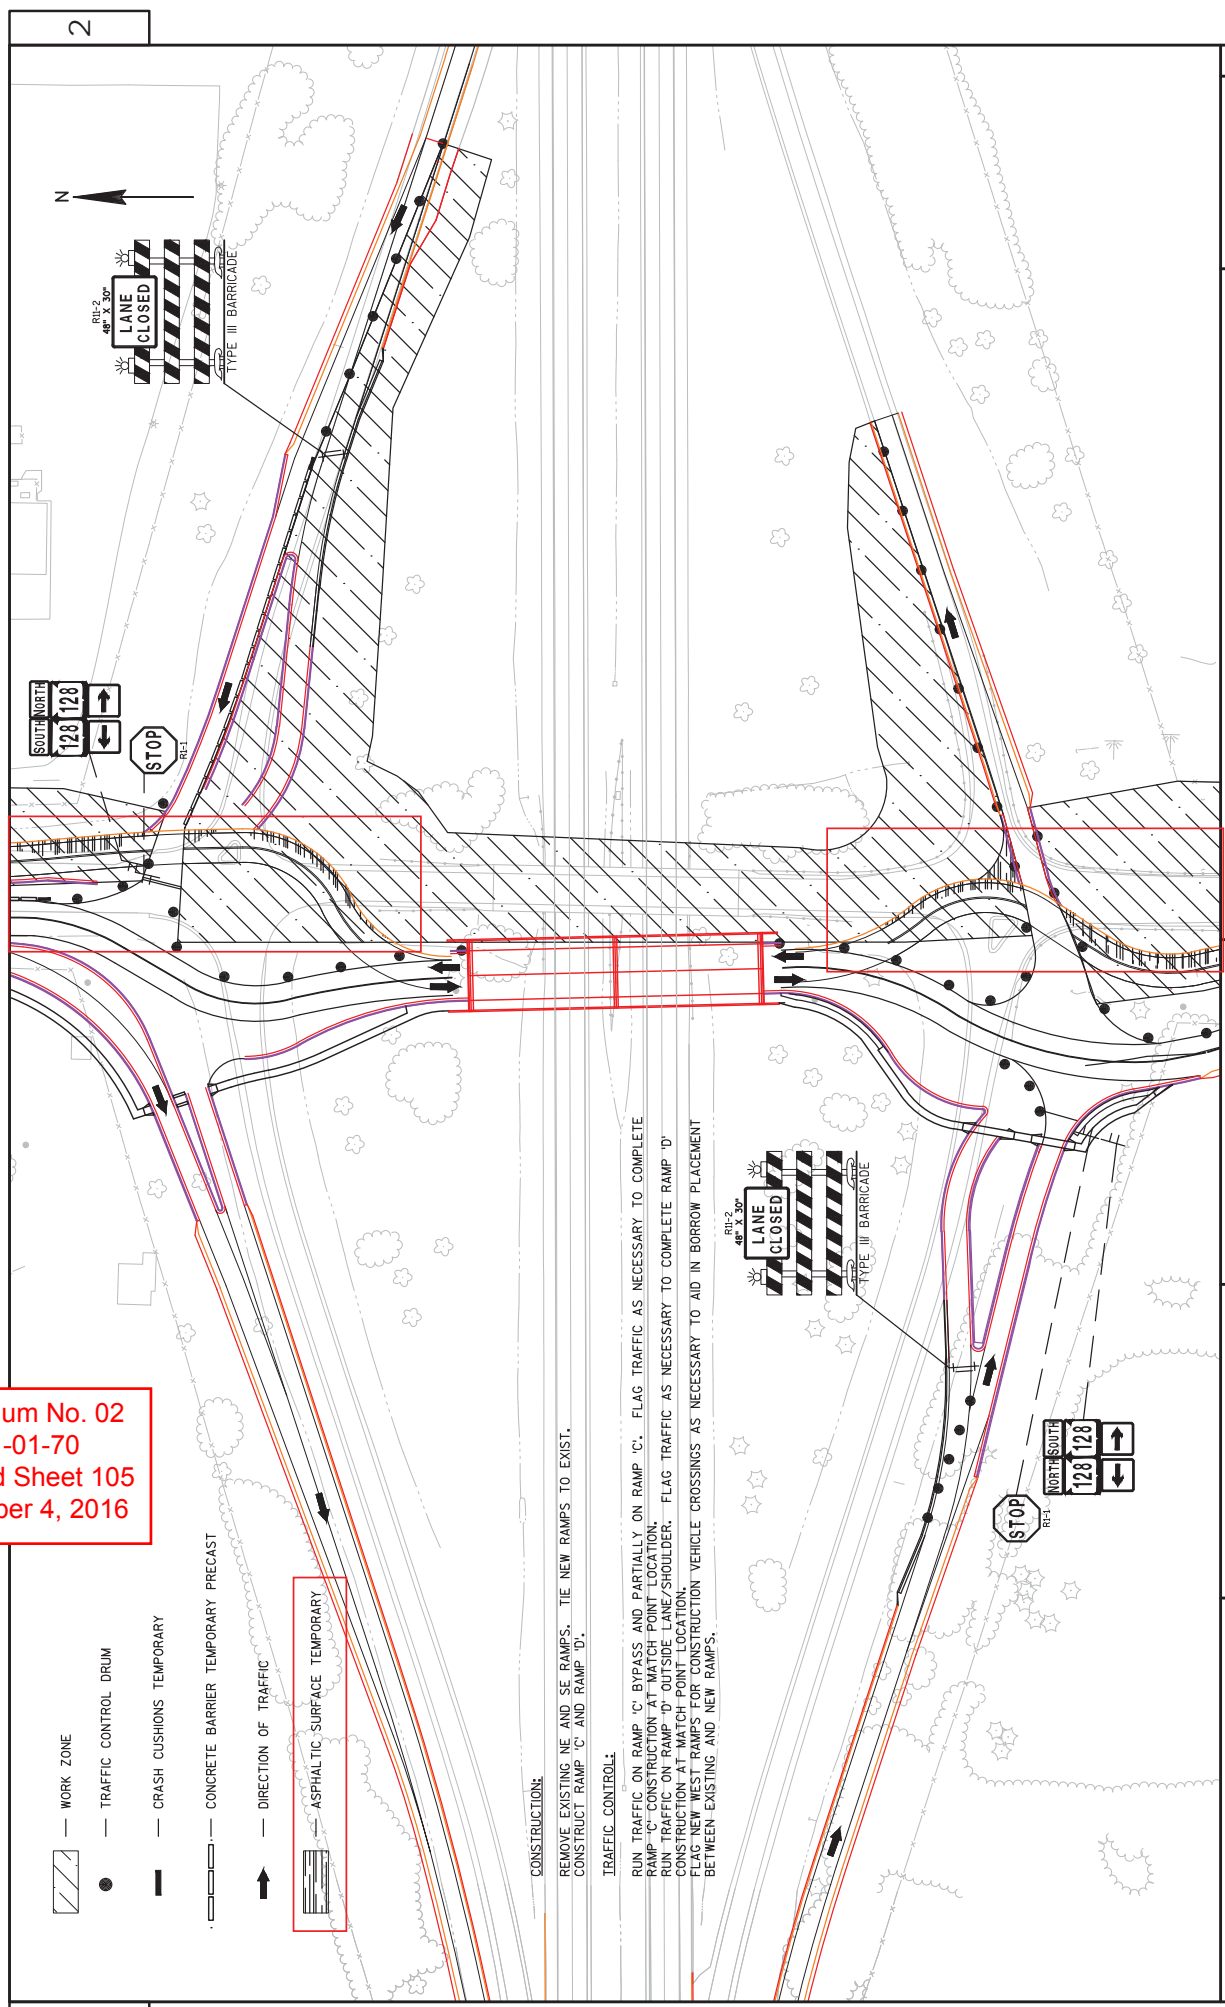 2
N
R11-2
48" X 30"
LANE
CLOSED
TYPE III BARRICADE
SOUTH NORTH
128 128
STOP
R1-1
um No. 02
-01-70
d Sheet 105
ber 4, 2016
WORK ZONE
TRAFFIC CONTROL DRUM
CRASH CUSHIONS TEMPORARY
CONCRETE BARRIER TEMPORARY PRECAST
DIRECTION OF TRAFFIC
ASPHALTIC SURFACE TEMPORARY
CONSTRUCTION:
REMOVE EXISTING NE AND SE RAMPS. TIE NEW RAMPS TO EXIST.
CONSTRUCT RAMP 'C' AND RAMP 'D'.
TRAFFIC CONTROL:
RUN TRAFFIC ON RAMP 'C' BYPASS AND PARTIALLY ON RAMP 'C'. FLAG TRAFFIC AS NECESSARY TO COMPLETE
RAMP 'C' CONSTRUCTION AT MATCH POINT LOCATION.
RUN TRAFFIC ON RAMP 'D' OUTSIDE LANE/SHOULDER. FLAG TRAFFIC AS NECESSARY TO COMPLETE RAMP 'D'
CONSTRUCTION AT MATCH POINT LOCATION.
FLAG NEW WEST RAMPS FOR CONSTRUCTION VEHICLE CROSSINGS AS NECESSARY TO AID IN BORROW PLACEMENT
BETWEEN EXISTING AND NEW RAMPS.
R11-2
48" X 30"
LANE
CLOSED
TYPE III BARRICADE
STOP
R1-1
NORTH SOUTH
128 128